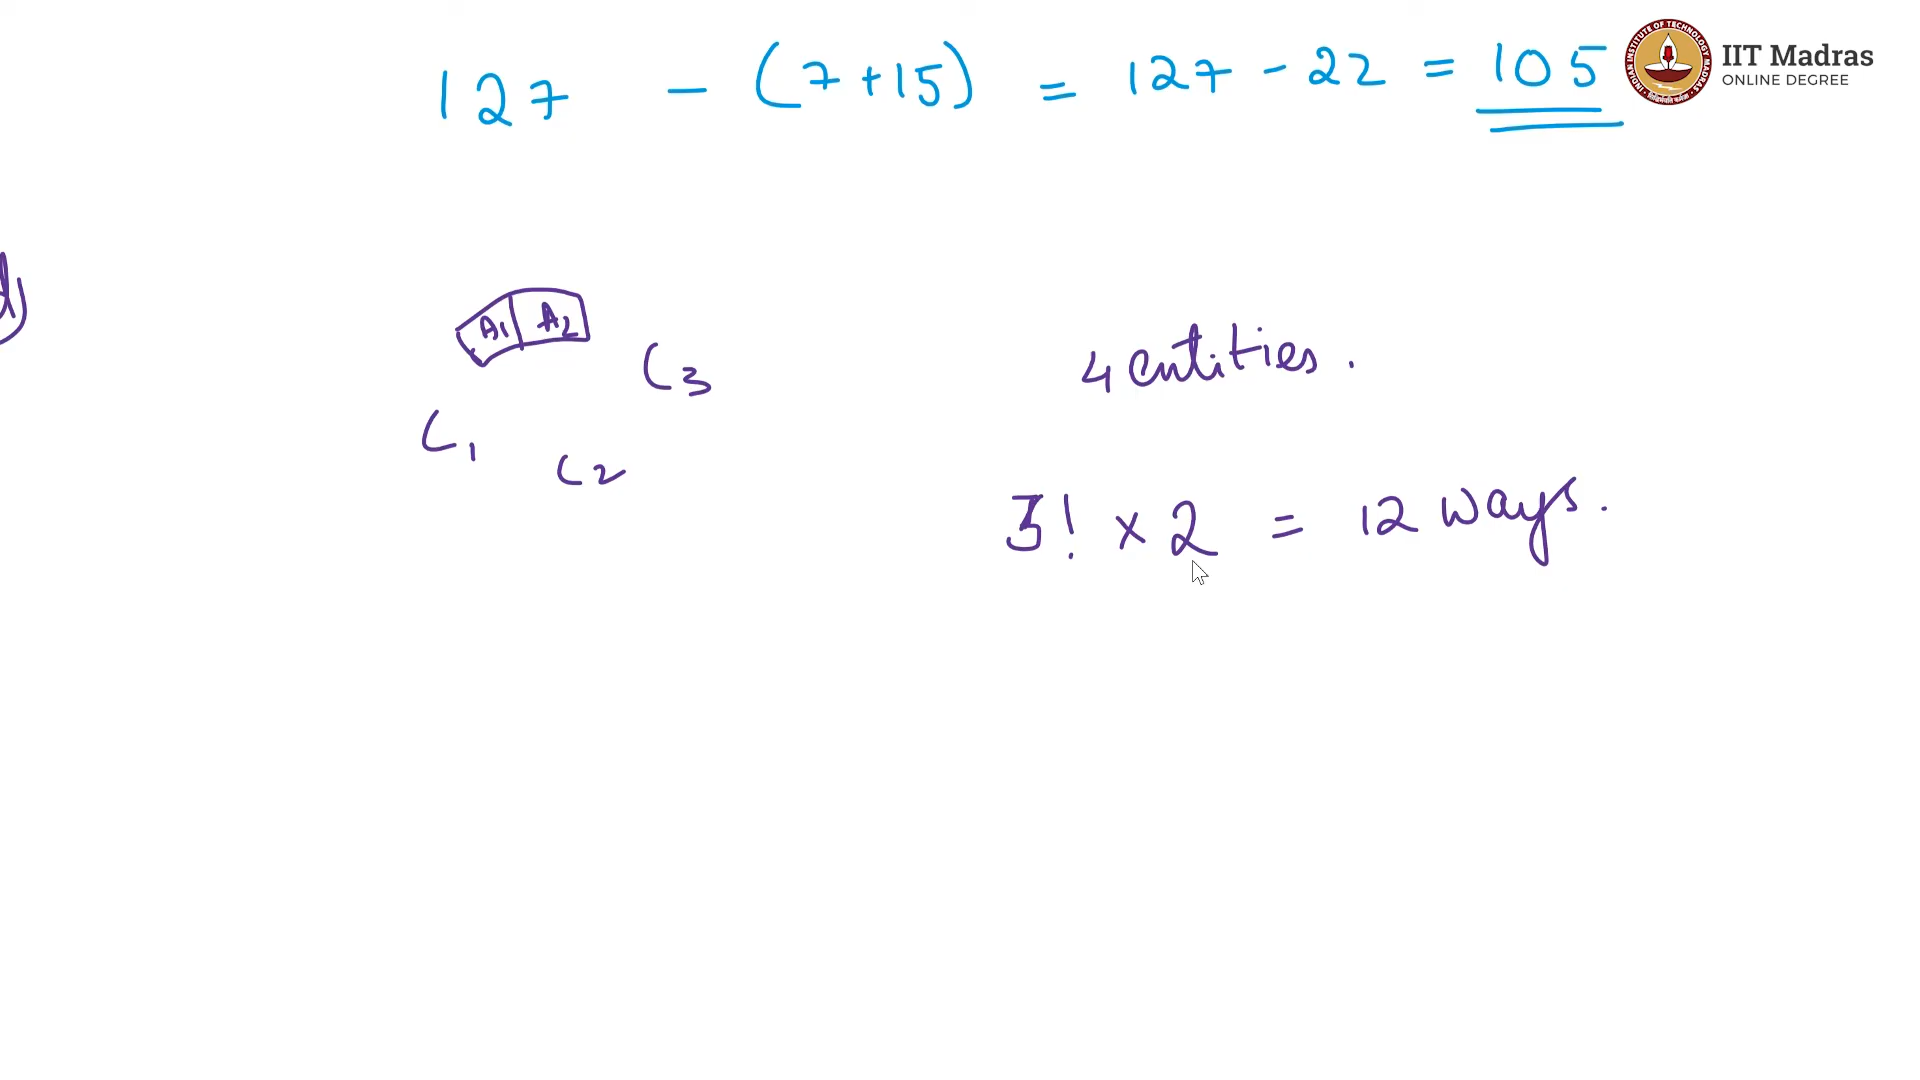 127 - (7+15) = 127 - 22 = 105
IIT Madras
ONLINE DEGREE
A1 A2
C3
4 entities.
C1
C2
3! × 2 = 12 ways.